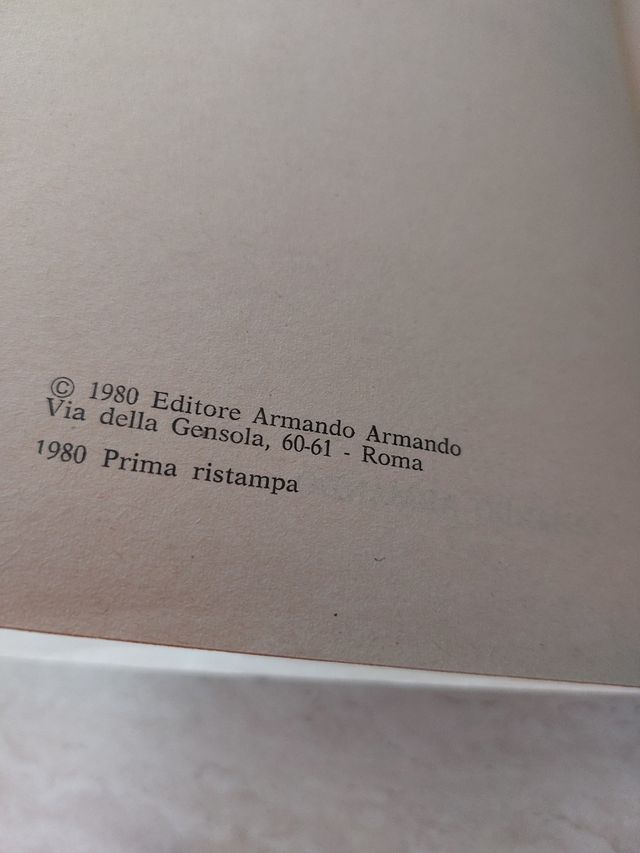 © 1980 Editore Armando Armando
Via della Gensola, 60-61 - Roma
1980 Prima ristampa